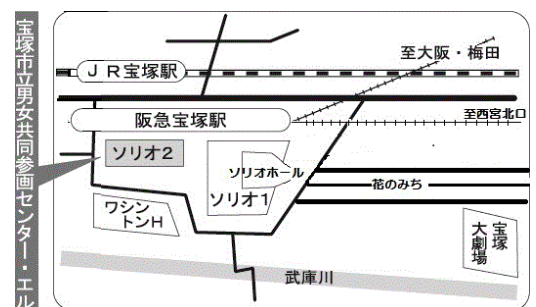 宝塚市立男女共同参画センター・エル
至大阪・梅田
JR宝塚駅
阪急宝塚駅
至西宮北口
ソリオ2
ソリオホール
ソリオ1
花のみち
ワシン
トンH
宝塚
大劇場
武庫川